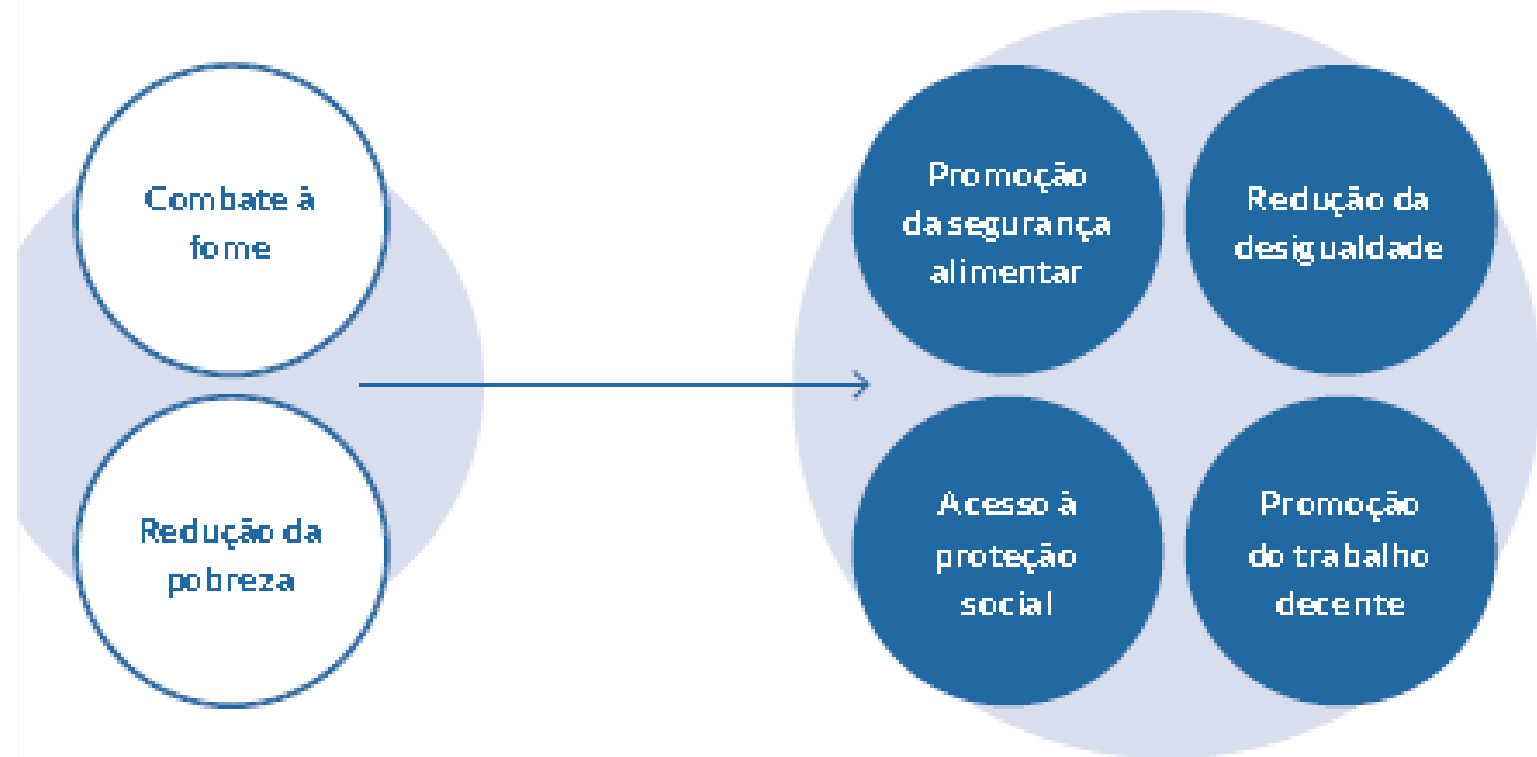 Combate à
fome
Redução da
pobreza
Promoção
da segurança
alimentar
Redução da
desigualdade
Acesso à
proteção
social
Promoção
do trabalho
decente